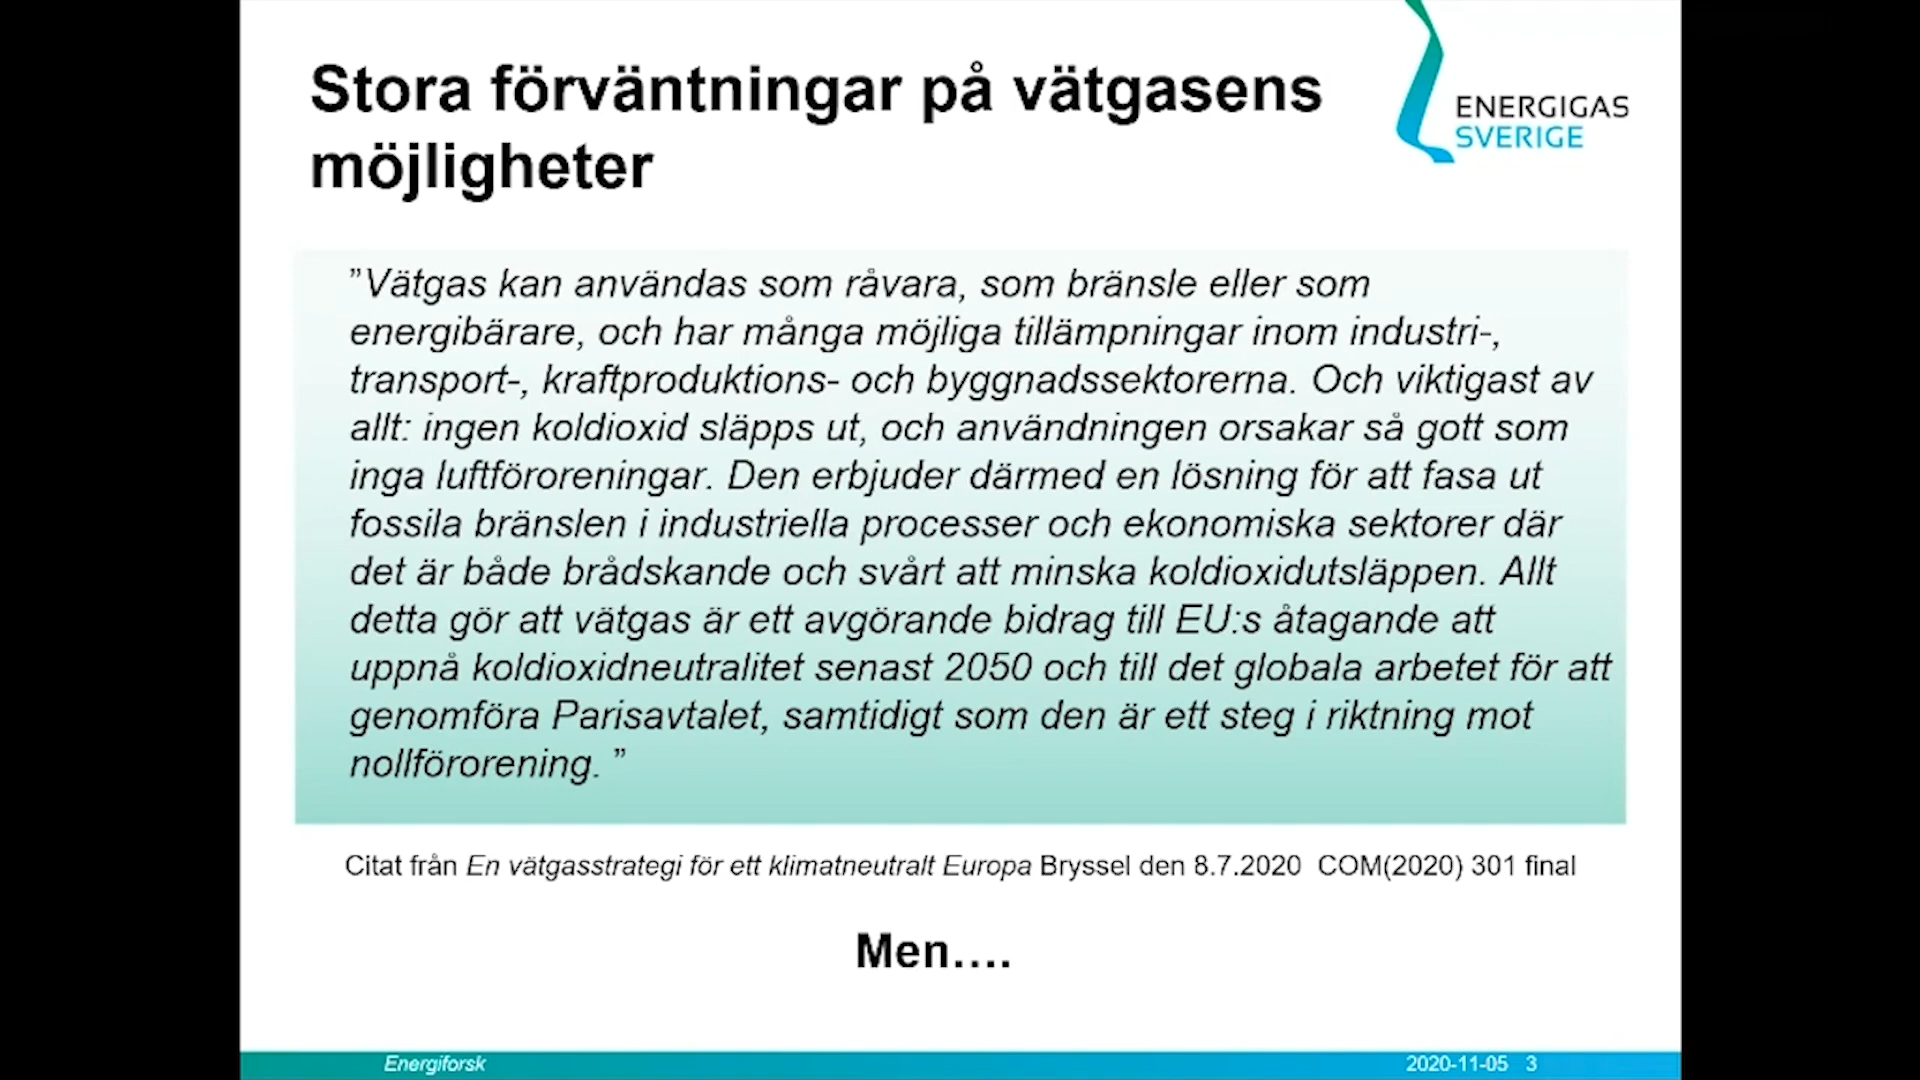 Stora förväntningar på vätgasens
möjligheter
ENERGIGAS
SVERIGE
”Vätgas kan användas som råvara, som bränsle eller som
energibärare, och har många möjliga tillämpningar inom industri-,
transport-, kraftproduktions- och byggnadssektorerna. Och viktigast av
allt: ingen koldioxid släpps ut, och användningen orsakar så gott som
inga luftföroreningar. Den erbjuder därmed en lösning för att fasa ut
fossila bränslen i industriella processer och ekonomiska sektorer där
det är både brådskande och svårt att minska koldioxidutsläppen. Allt
detta gör att vätgas är ett avgörande bidrag till EU:s åtagande att
uppnå koldioxidneutralitet senast 2050 och till det globala arbetet för att
genomföra Parisavtalet, samtidigt som den är ett steg i riktning mot
nollförorening. ”
Citat från En vätgasstrategi för ett klimatneutralt Europa Bryssel den 8.7.2020 COM(2020) 301 final
Men....
Energiforsk
2020-11-05 3